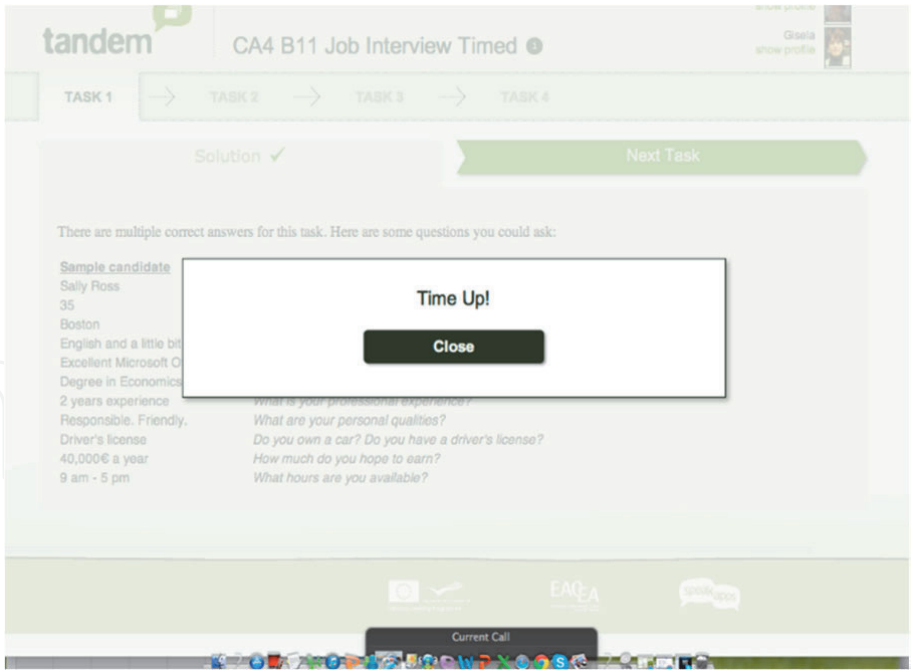 show profile
tandem
CA4 B11 Job Interview Timed
Gisela
show profile
TASK 1
TASK 2
TASK 3
TASK 4
Solution ✓
Next Task
There are multiple correct answers for this task. Here are some questions you could ask:
Sample candidate
Sally Ross
35
Boston
English and a little bit
Excellent Microsoft O
Degree in Economics
2 years experience What is your professional experience?
Responsible. Friendly. What are your personal qualities?
Driver's license Do you own a car? Do you have a driver's license?
40,000€ a year How much do you hope to earn?
9 am - 5 pm What hours are you available?
Time Up!
Close
EAQEA
speakapps
Current Call